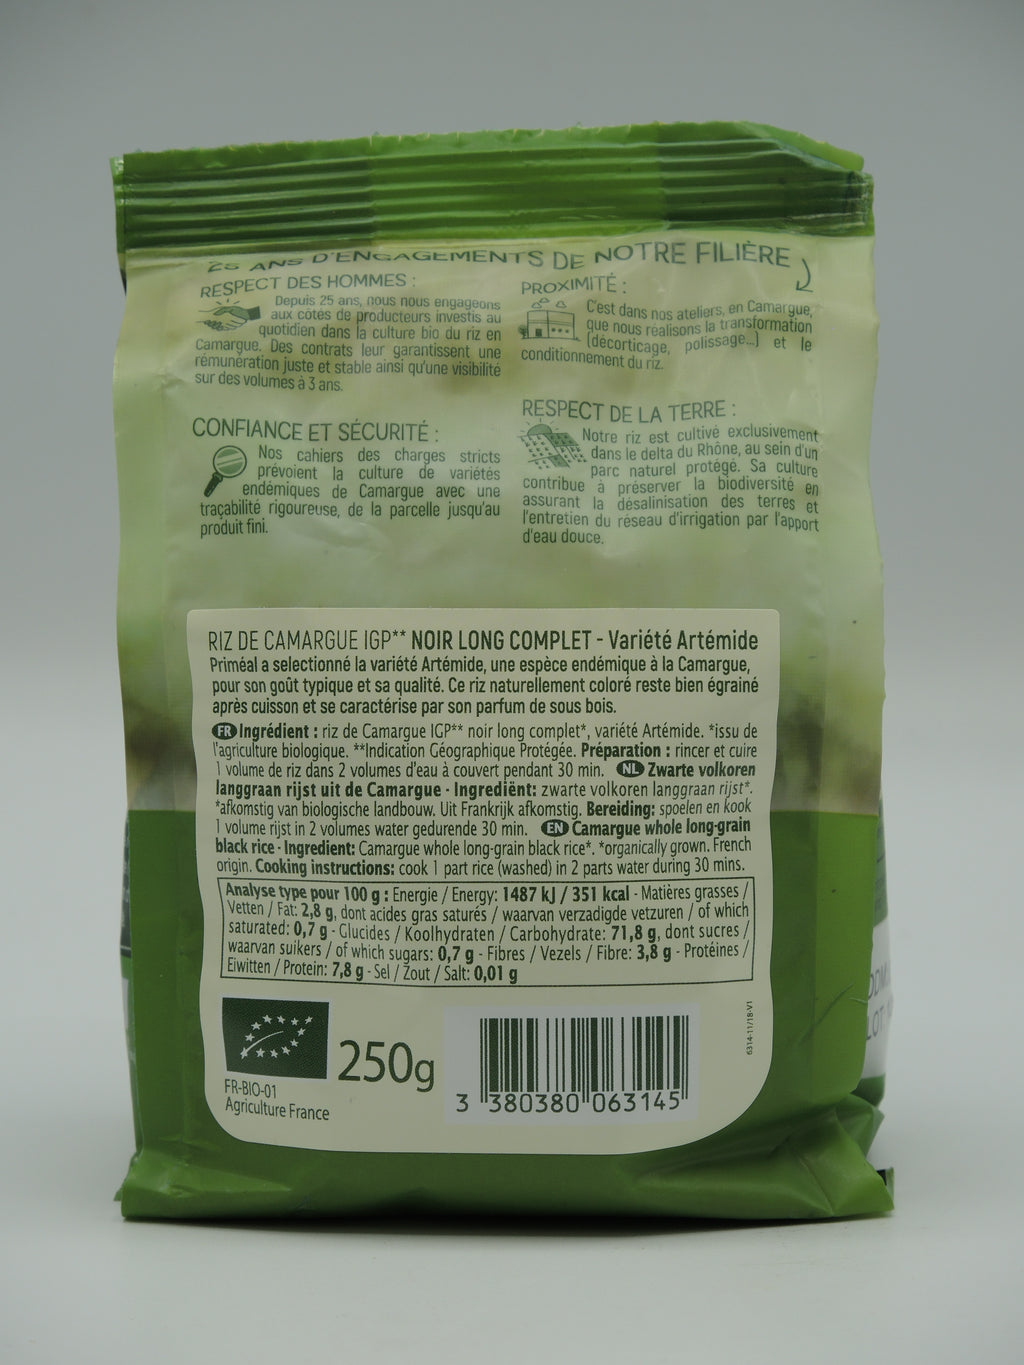 25 ANS D'ENGAGEMENTS DE NOTRE FILIÈRE
RESPECT DES HOMMES :
Depuis 25 ans, nous nous engageons
aux côtés de producteurs investis au
quotidien dans la culture bio du riz en
Camargue. Des contrats leur garantissent une
rémunération juste et stable ainsi qu'une visibilité
sur des volumes à 3 ans.
PROXIMITÉ :
C'est dans nos ateliers, en Camargue,
que nous réalisons la transformation
(décorticage, polissage...) et le
conditionnement du riz.
CONFIANCE ET SÉCURITÉ :
Nos cahiers des charges stricts
prévoient la culture de variétés
endémiques de Camargue avec une
traçabilité rigoureuse, de la parcelle jusqu'au
produit fini.
RESPECT DE LA TERRE :
Notre riz est cultivé exclusivement
dans le delta du Rhône, au sein d'un
parc naturel protégé. Sa culture
contribue à préserver la biodiversité en
assurant la désalinisation des terres et
l'entretien du réseau d'irrigation par l'apport
d'eau douce.
RIZ DE CAMARGUE IGP** NOIR LONG COMPLET - Variété Artémide
Priméal a selectionné la variété Artémide, une espèce endémique à la Camargue,
pour son goût typique et sa qualité. Ce riz naturellement coloré reste bien égrainé
après cuisson et se caractérise par son parfum de sous bois.
FR Ingrédient : riz de Camargue IGP** noir long complet*, variété Artémide. *issu de
l'agriculture biologique. **Indication Géographique Protégée. Préparation : rincer et cuire
1 volume de riz dans 2 volumes d'eau à couvert pendant 30 min. NL Zwarte volkoren
langgraan rijst uit de Camargue - Ingrediënt: zwarte volkoren langgraan rijst*.
*afkomstig van biologische landbouw. Uit Frankrijk afkomstig. Bereiding: spoelen en kook
1 volume rijst in 2 volumes water gedurende 30 min. EN Camargue whole long-grain
black rice - Ingredient: Camargue whole long-grain black rice*. *organically grown. French
origin. Cooking instructions: cook 1 part rice (washed) in 2 parts water during 30 mins.
Analyse type pour 100 g : Energie / Energy: 1487 kJ / 351 kcal - Matières grasses /
Vetten / Fat: 2,8 g, dont acides gras saturés / waarvan verzadigde vetzuren / of which
saturated: 0,7 g - Glucides / Koolhydraten / Carbohydrate: 71,8 g, dont sucres /
waarvan suikers / of which sugars: 0,7 g - Fibres / Vezels / Fibre: 3,8 g - Protéines /
Eiwitten / Protein: 7,8 g - Sel / Zout / Salt: 0,01 g
FR-BIO-01
Agriculture France
250g
3 380380 063145
6314-11/18-V1
LOT